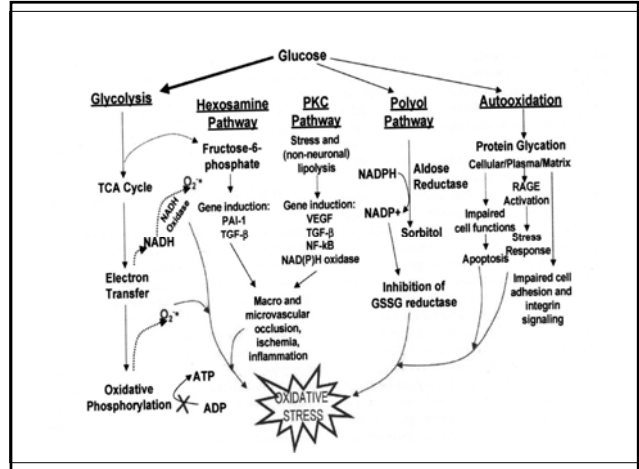 Glucose
Glycolysis
TCA Cycle
O₂⁻•
NADH Oxidase
NADH
Electron
Transfer
O₂⁻•
Oxidative
Phosphorylation
ATP
ADP
Hexosamine
Pathway
Fructose-6-
phosphate
Gene induction:
PAI-1
TGF-β
PKC
Pathway
Stress and
(non-neuronal)
lipolysis
Gene induction:
VEGF
TGF-β
NF-kB
NAD(P)H oxidase
Macro and
microvascular
occlusion,
ischemia,
inflammation
Polyol
Pathway
NADPH
Aldose
Reductase
NADP+
Sorbitol
Inhibition of
GSSG reductase
Autooxidation
Protein Glycation
Cellular/Plasma/Matrix
RAGE
Activation
Impaired
cell functions
Stress
Response
Apoptosis
Impaired cell
adhesion and
integrin
signaling
OXIDATIVE
STRESS